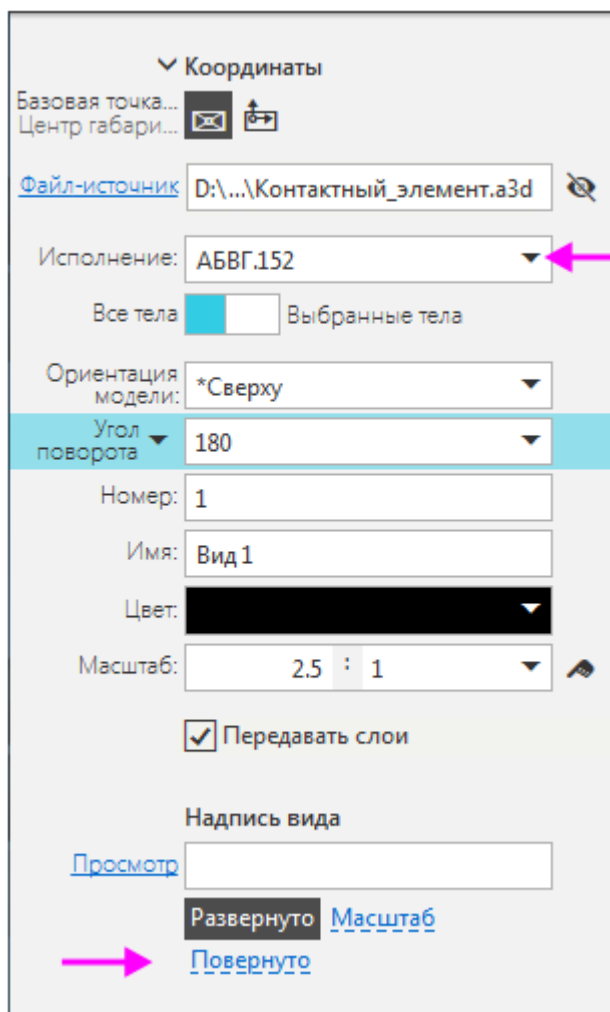 Координаты
Базовая точка...
Центр габари...
Файл-источник D:\...\Контактный_элемент.a3d
Исполнение: АБВГ.152
Все тела Выбранные тела
Ориентация
модели: *Сверху
Угол
поворота 180
Номер: 1
Имя: Вид 1
Цвет:
Масштаб: 2.5 : 1
Передавать слои
Надпись вида
Просмотр
Развернуто Масштаб
Повернуто